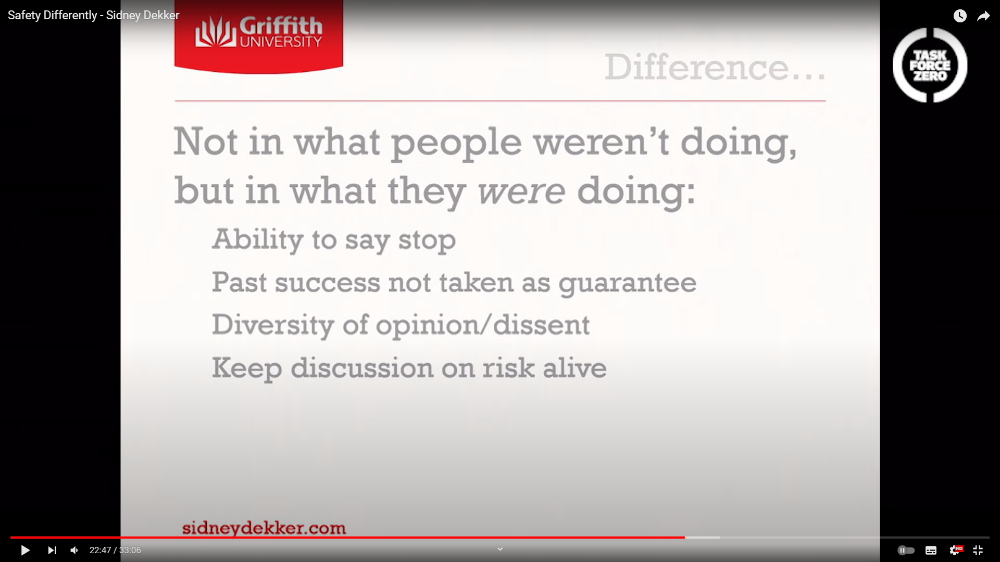 Safety Differently - Sidney Dekker
Griffith
UNIVERSITY
TASK
FORCE
ZERO
Difference...
Not in what people weren’t doing,
but in what they were doing:
Ability to say stop
Past success not taken as guarantee
Diversity of opinion/dissent
Keep discussion on risk alive
sidneydekker.com
22:47 / 33:06
HD